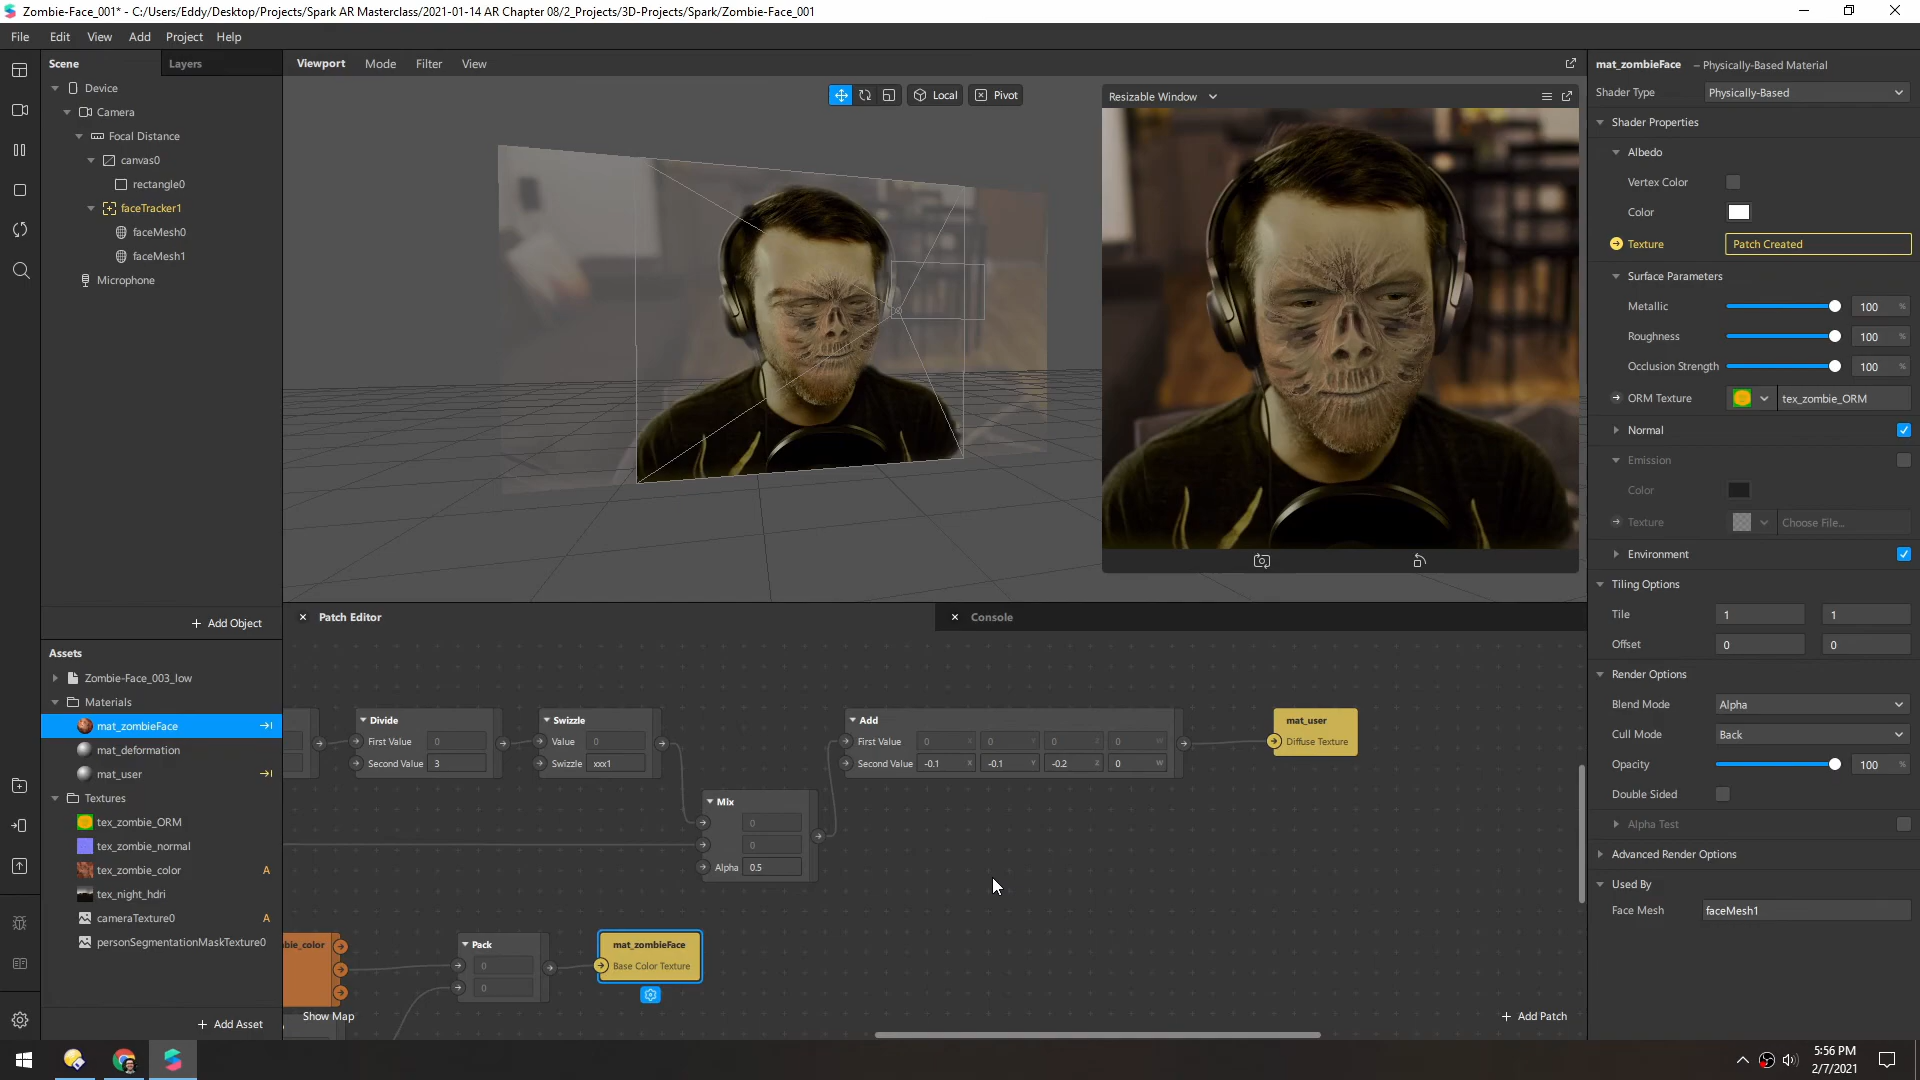 Zombie-Face_001* - C:/Users/Eddy/Desktop/Projects/Spark AR Masterclass/2021-01-14 AR Chapter 08/2_Projects/3D-Projects/Spark/Zombie-Face_001
File Edit View Add Project Help
Scene Layers
Device
Camera
Focal Distance
canvas0
rectangle0
faceTracker1
faceMesh0
faceMesh1
Microphone
+ Add Object
Assets
Zombie-Face_003_low
Materials
mat_zombieFace
mat_deformation
mat_user
Textures
tex_zombie_ORM
tex_zombie_normal
tex_zombie_color A
tex_night_hdri
cameraTexture0 A
personSegmentationMaskTexture0
+ Add Asset
Viewport Mode Filter View
Local Pivot
Resizable Window
Patch Editor
Console
Divide
First Value 0
Second Value 3
Swizzle
Value 0
Swizzle xxx1
Mix
0
0
Alpha 0.5
Add
First Value 0 0 0 0
Second Value -0.1 X -0.1 Y -0.2 Z 0 W
mat_user
Diffuse Texture
bie_color
Pack
0
0
mat_zombieFace
Base Color Texture
Show Map
+ Add Patch
mat_zombieFace – Physically-Based Material
Shader Type Physically-Based
Shader Properties
Albedo
Vertex Color
Color
Texture Patch Created
Surface Parameters
Metallic 100 %
Roughness 100 %
Occlusion Strength 100 %
ORM Texture tex_zombie_ORM
Normal
Emission
Color
Texture Choose File...
Environment
Tiling Options
Tile 1 1
Offset 0 0
Render Options
Blend Mode Alpha
Cull Mode Back
Opacity 100 %
Double Sided
Alpha Test
Advanced Render Options
Used By
Face Mesh faceMesh1
5:56 PM
2/7/2021